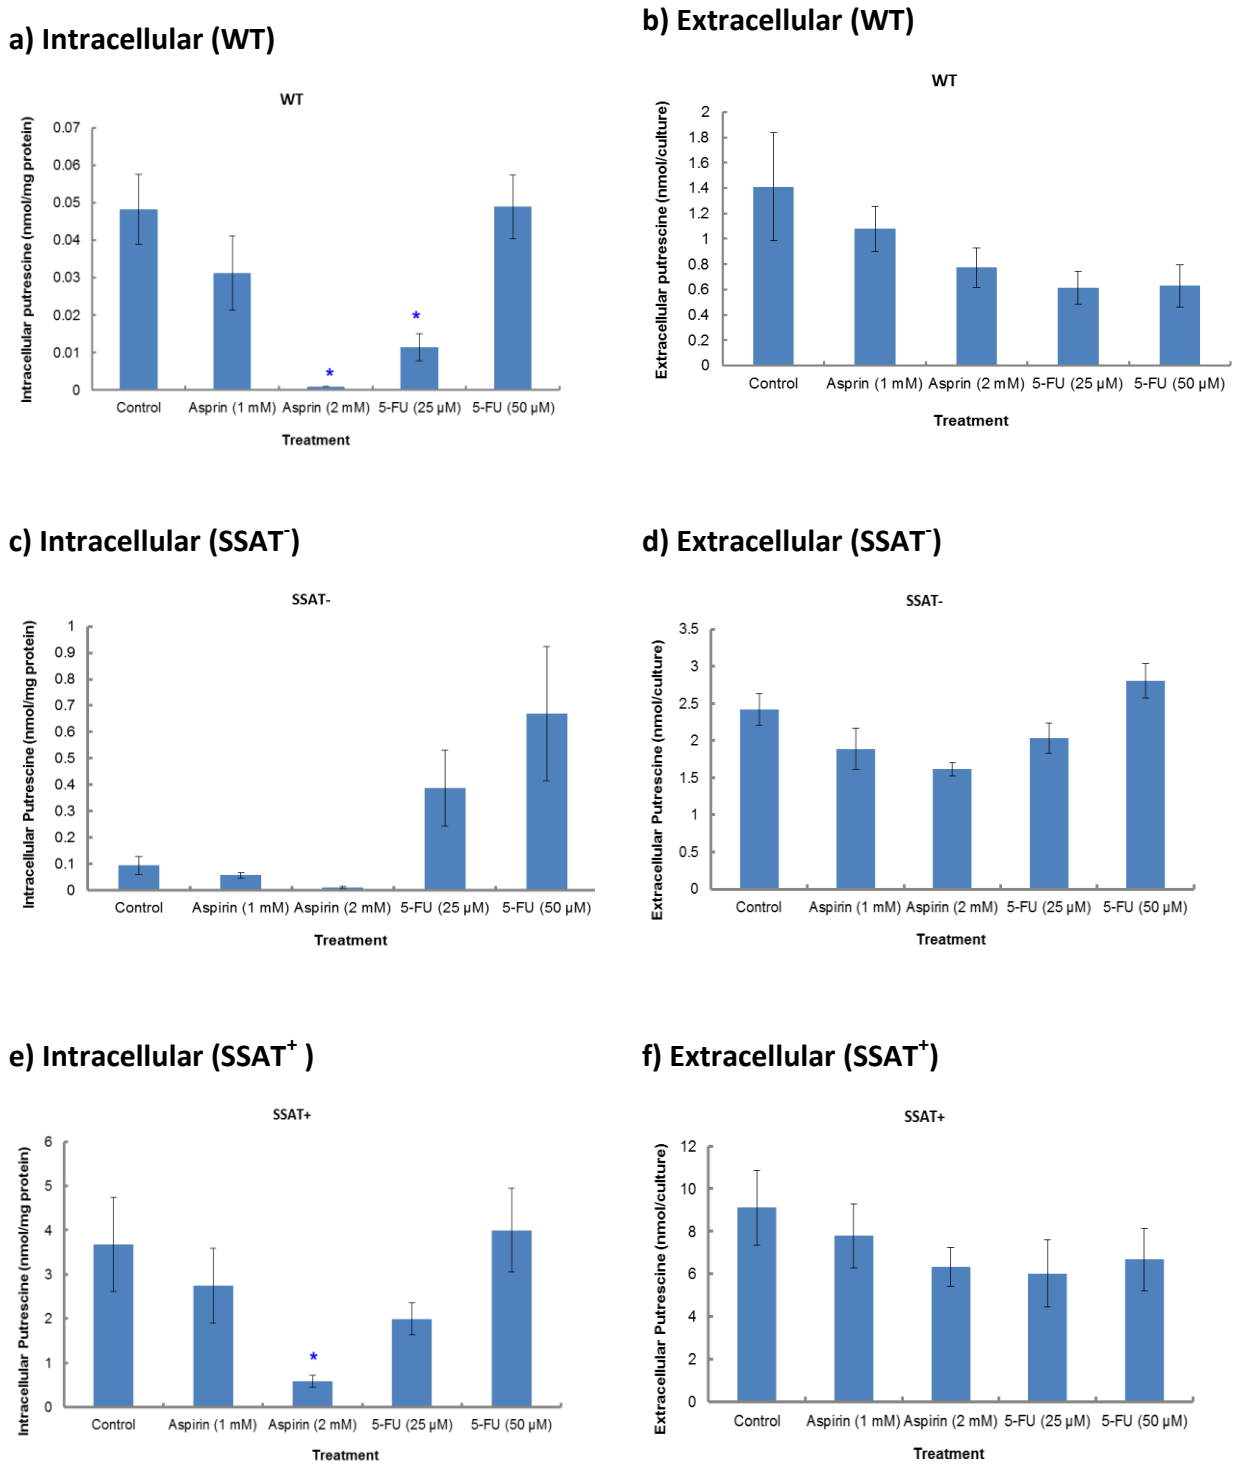 a) Intracellular (WT)
WT
Intracellular putrescine (nmol/mg protein)
0.07
0.06
0.05
0.04
0.03
0.02
0.01
0
*
*
Control Asprin (1 mM) Asprin (2 mM) 5-FU (25 µM) 5-FU (50 µM)
Treatment
b) Extracellular (WT)
WT
Extracellular putrescine (nmol/culture)
2
1.8
1.6
1.4
1.2
1
0.8
0.6
0.4
0.2
0
Control Asprin (1 mM) Asprin (2 mM) 5-FU (25 µM) 5-FU (50 µM)
Treatment
c) Intracellular (SSAT⁻)
SSAT-
Intracellular Putrescine (nmol/mg protein)
1
0.9
0.8
0.7
0.6
0.5
0.4
0.3
0.2
0.1
0
Control Aspirin (1 mM) Aspirin (2 mM) 5-FU (25 µM) 5-FU (50 µM)
Treatment
d) Extracellular (SSAT⁻)
SSAT-
Extracellular Putrescine (nmol/culture)
3.5
3
2.5
2
1.5
1
0.5
0
Control Aspirin (1 mM) Aspirin (2 mM) 5-FU (25 µM) 5-FU (50 µM)
Treatment
e) Intracellular (SSAT⁺ )
SSAT+
Intracellular Putrescine (nmol/mg protein)
6
5
4
3
2
1
0
*
Control Aspirin (1 mM) Aspirin (2 mM) 5-FU (25 µM) 5-FU (50 µM)
Treatment
f) Extracellular (SSAT⁺)
SSAT+
Extracellular Putrescine (nmol/culture)
12
10
8
6
4
2
0
Control Aspirin (1 mM) Aspirin (2 mM) 5-FU (25 µM) 5-FU (50 µM)
Treatment